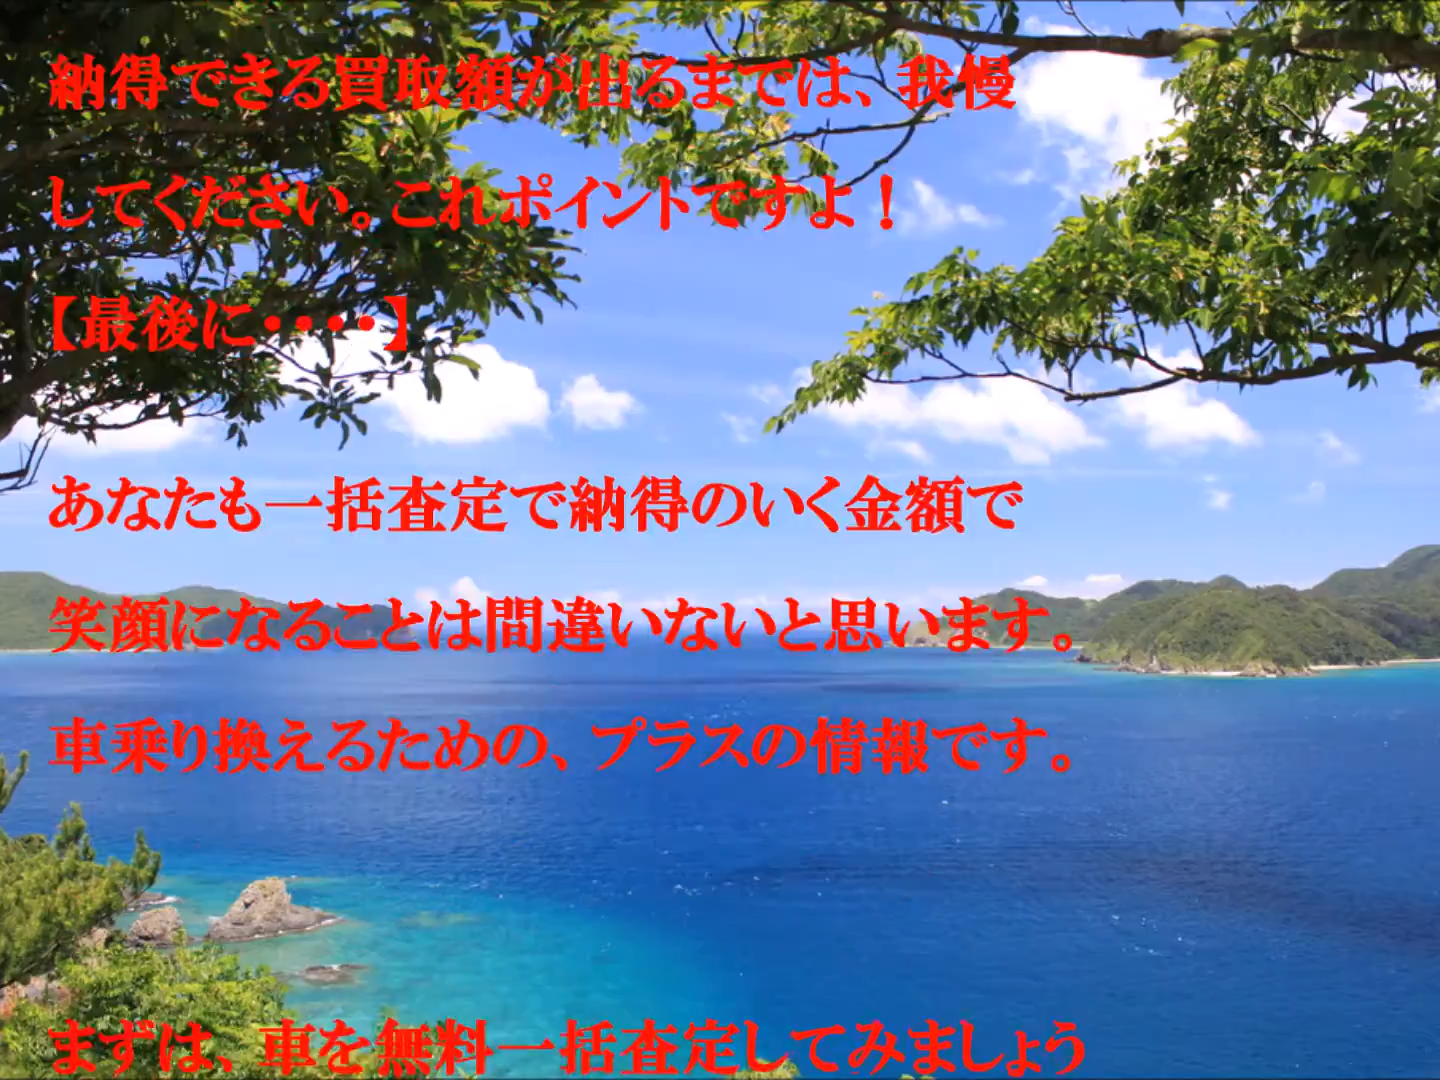 納得できる買取額が出るまでは、我慢
してください。これポイントですよ！
【最後に・・・・】
あなたも一括査定で納得のいく金額で
笑顔になることは間違いないと思います。
車乗り換えるための、プラスの情報です。
まずは、車を無料一括査定してみましょう